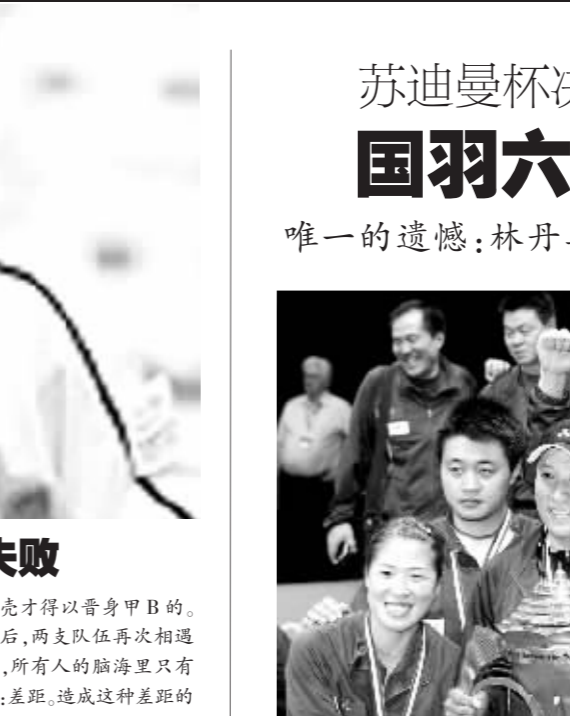 苏迪曼杯决
国羽六
唯一的遗憾:林丹
失败
壳才得以晋身甲B的。
后,两支队伍再次相遇
,所有人的脑海里只有
:差距。造成这种差距的